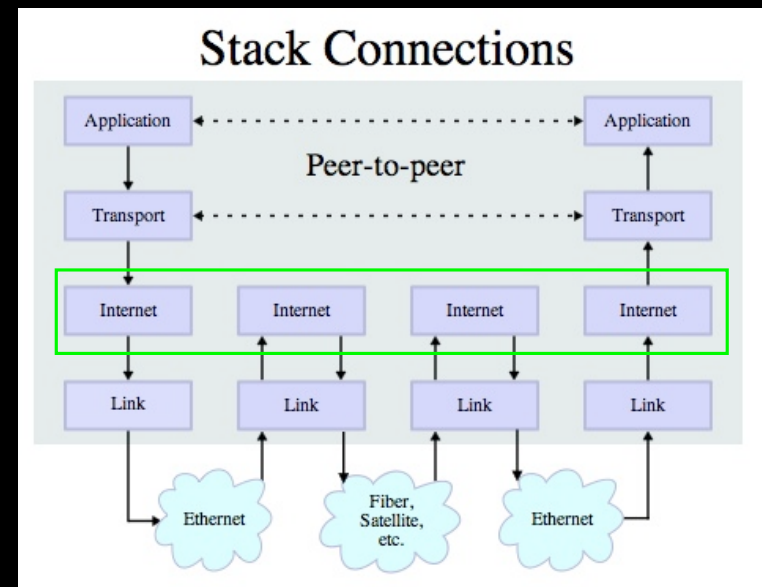 Stack Connections
Application
Application
Peer-to-peer
Transport
Transport
Internet
Internet
Internet
Internet
Link
Link
Link
Link
Ethernet
Fiber,
Satellite,
etc.
Ethernet